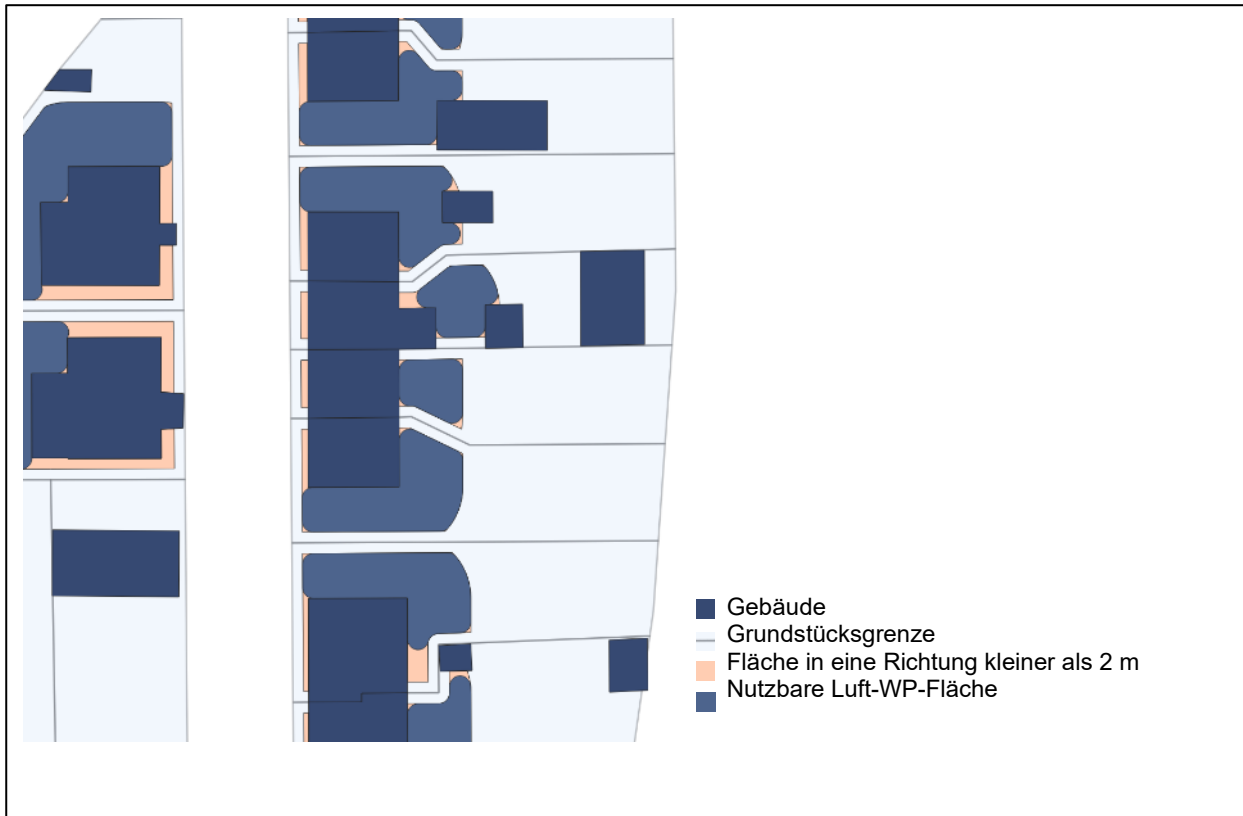 Gebäude
Grundstücksgrenze
Fläche in eine Richtung kleiner als 2 m
Nutzbare Luft-WP-Fläche